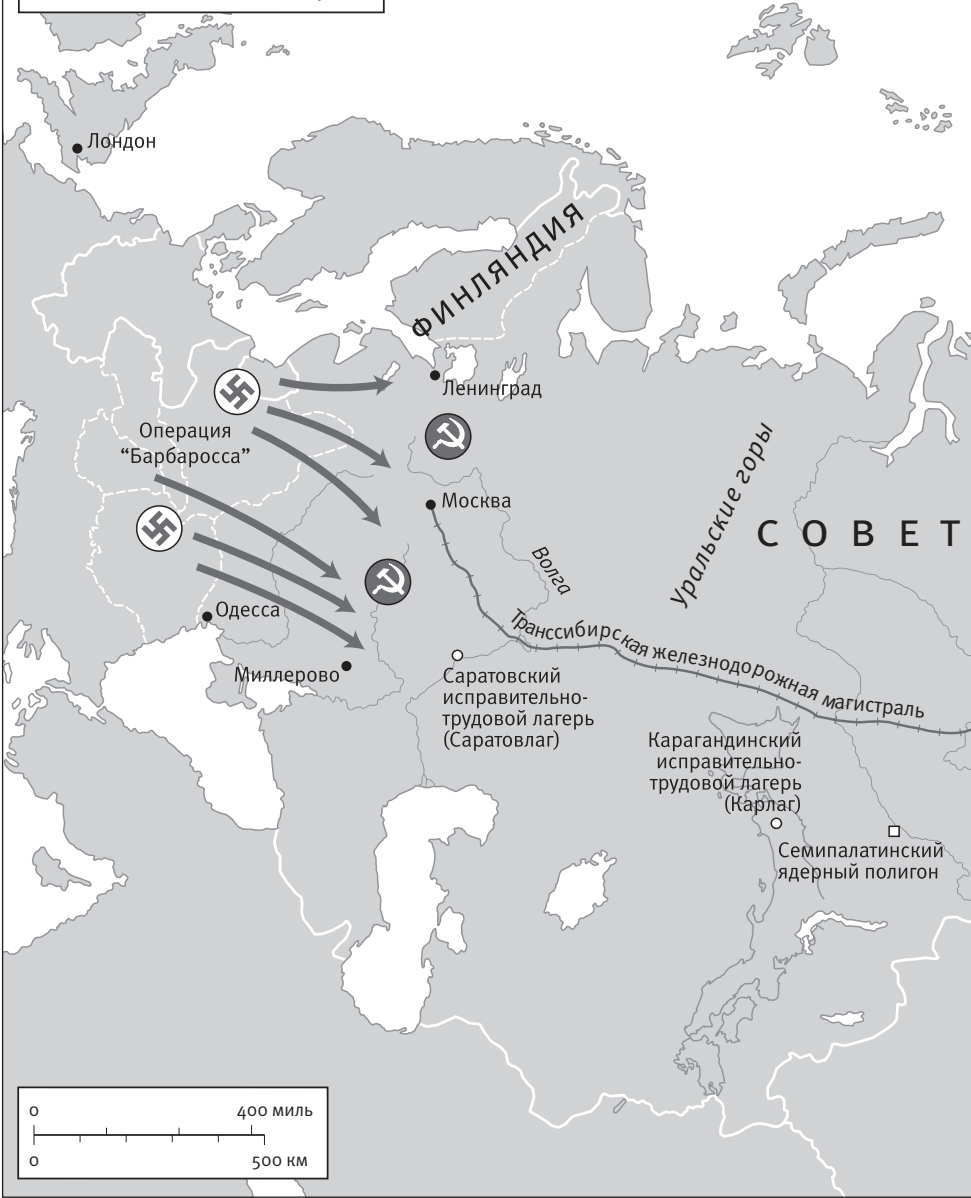 Лондон
ФИНЛЯНДИЯ
Ленинград
Операция
“Барбаросса”
Москва
Уральские горы
СОВЕТ
Волга
Одесса
Транссибирская железнодорожная магистраль
Миллерово
Саратовский
исправительно-
трудовой лагерь
(Саратовлаг)
Карагандинский
исправительно-
трудовой лагерь
(Карлаг)
Семипалатинский
ядерный полигон
0 400 миль
0 500 км